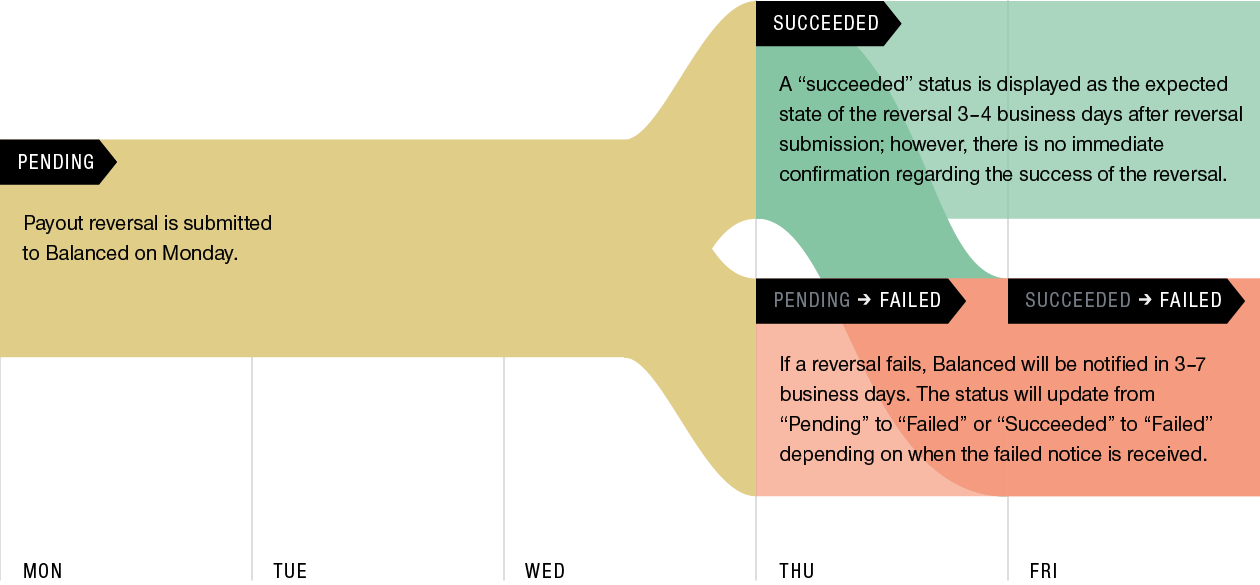 SUCCEEDED
A “succeeded” status is displayed as the expected
state of the reversal 3–4 business days after reversal
submission; however, there is no immediate
confirmation regarding the success of the reversal.
PENDING
Payout reversal is submitted
to Balanced on Monday.
PENDING → FAILED
SUCCEEDED → FAILED
If a reversal fails, Balanced will be notified in 3–7
business days. The status will update from
“Pending” to “Failed” or “Succeeded” to “Failed”
depending on when the failed notice is received.
MON
TUE
WED
THU
FRI